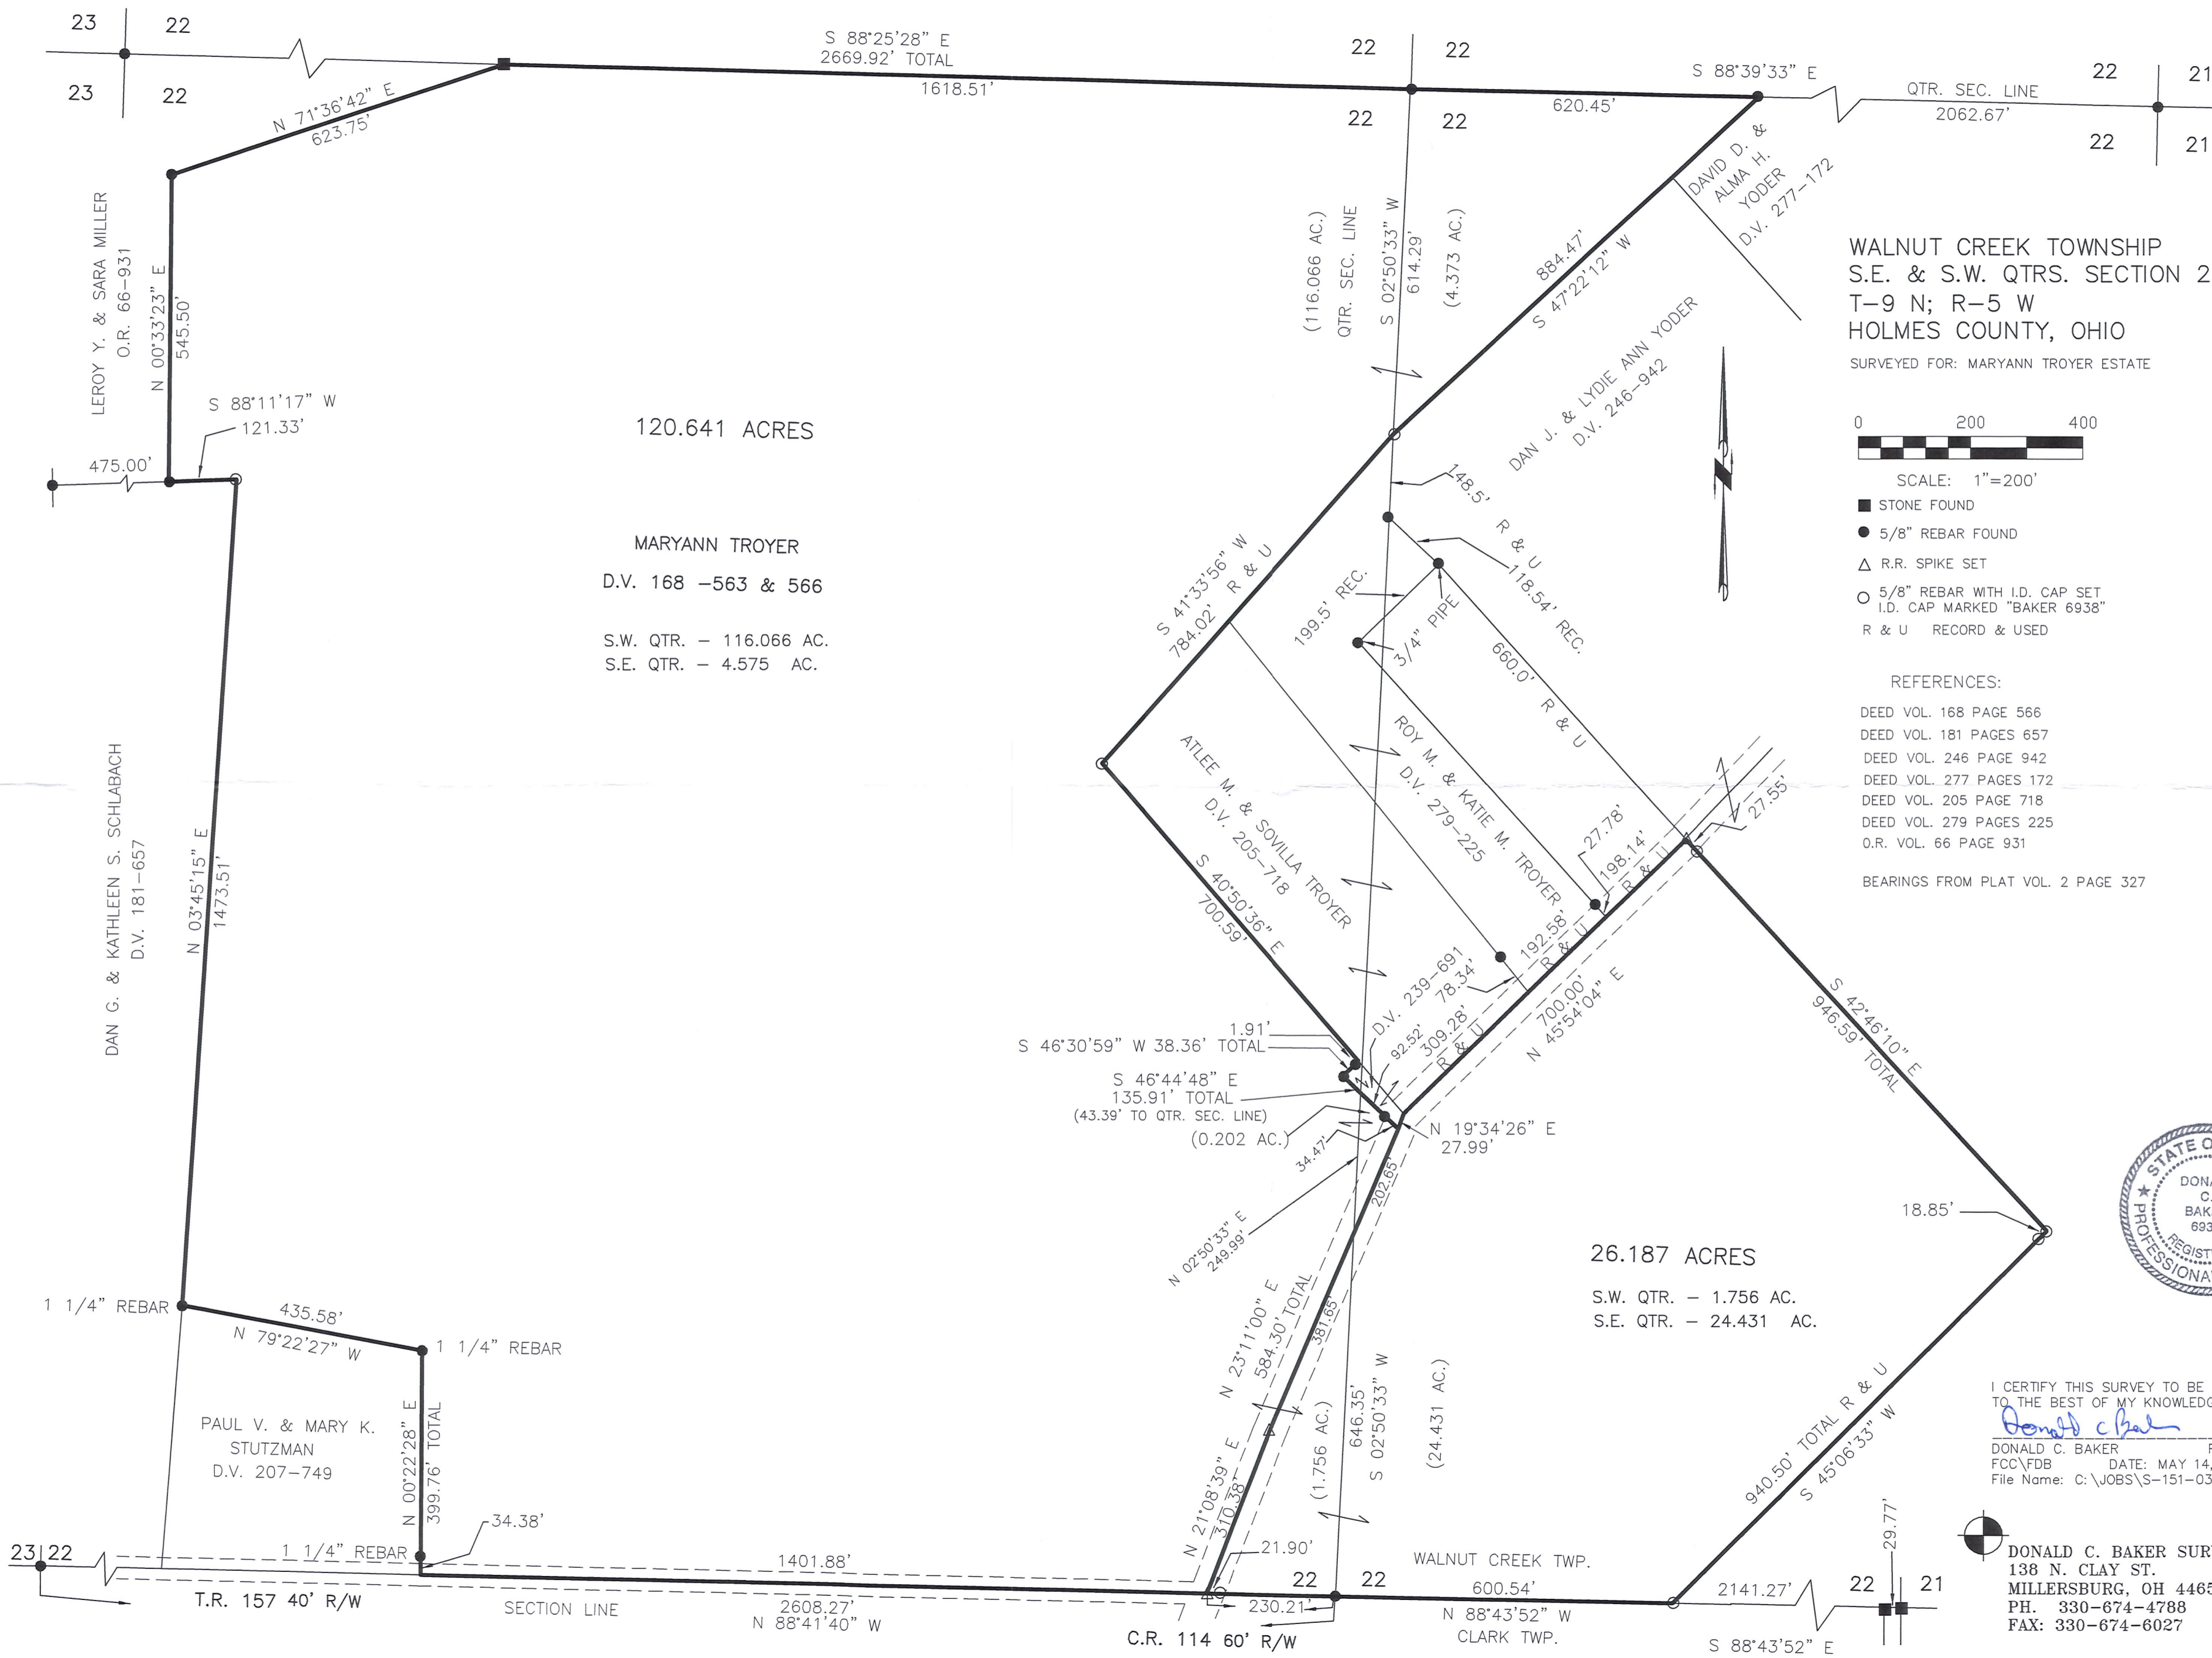 23 22
23 22
S 88°25'28" E
2669.92' TOTAL
1618.51'
22 22
22 22
S 88°39'33" E
620.45'
QTR. SEC. LINE
2062.67'
22 21
22 21
N 71°36'42" E
623.75'
LEROY Y. & SARA MILLER
O.R. 66-931
N 00°33'23" E
545.50'
S 88°11'17" W
121.33'
475.00'
120.641 ACRES
MARYANN TROYER
D.V. 168 -563 & 566
S.W. QTR. - 116.066 AC.
S.E. QTR. - 4.575 AC.
(116.066 AC.)
QTR. SEC. LINE
S 02°50'33" W
614.29'
(4.373 AC.)
884.47'
S 47°22'12" W
DAVID D. &
ALMA H.
YODER
D.V. 277-172
DAN J. & LYDIE ANN YODER
D.V. 246-942
WALNUT CREEK TOWNSHIP
S.E. & S.W. QTRS. SECTION 2
T-9 N; R-5 W
HOLMES COUNTY, OHIO
SURVEYED FOR: MARYANN TROYER ESTATE
0 200 400
SCALE: 1"=200'
STONE FOUND
5/8" REBAR FOUND
R.R. SPIKE SET
5/8" REBAR WITH I.D. CAP SET
I.D. CAP MARKED "BAKER 6938"
R & U RECORD & USED
REFERENCES:
DEED VOL. 168 PAGE 566
DEED VOL. 181 PAGES 657
DEED VOL. 246 PAGE 942
DEED VOL. 277 PAGES 172
DEED VOL. 205 PAGE 718
DEED VOL. 279 PAGES 225
O.R. VOL. 66 PAGE 931
BEARINGS FROM PLAT VOL. 2 PAGE 327
148.5' R & U
118.54' REC.
199.5' REC.
3/4" PIPE
660.0' R & U
S 41°33'56" W
784.02' R & U
ATLEE M. & SOVILLA TROYER
D.V. 205-718
ROY M. & KATIE M. TROYER
D.V. 279-225
27.78'
198.14'
R & U
27.55'
192.58'
R & U
D.V. 239-691
78.34'
309.28'
R & U
92.52'
700.00'
N 45°54'04" E
S 40°50'36" E
700.59'
1.91'
S 46°30'59" W 38.36' TOTAL
S 46°44'48" E
135.91' TOTAL
(43.39' TO QTR. SEC. LINE)
(0.202 AC.)
34.47'
N 19°34'26" E
27.99'
202.65'
N 02°50'33" E
249.99'
S 42°46'10" E
946.59' TOTAL
18.85'
DAN G. & KATHLEEN S. SCHLABACH
D.V. 181-657
N 03°45'15" E
1473.51'
1 1/4" REBAR
435.58'
N 79°22'27" W
1 1/4" REBAR
PAUL V. & MARY K.
STUTZMAN
D.V. 207-749
N 00°22'28" E
399.76' TOTAL
34.38'
1 1/4" REBAR
23 22
T.R. 157 40' R/W
SECTION LINE
1401.88'
2608.27'
N 88°41'40" W
N 23°11'00" E
584.30' TOTAL
381.65'
N 21°08'39" E
310.38'
21.90'
(1.756 AC.)
646.35'
S 02°50'33" W
(24.431 AC.)
26.187 ACRES
S.W. QTR. - 1.756 AC.
S.E. QTR. - 24.431 AC.
940.50' TOTAL R & U
S 45°06'33" W
22 22
WALNUT CREEK TWP.
600.54'
N 88°43'52" W
CLARK TWP.
230.21'
C.R. 114 60' R/W
2141.27'
S 88°43'52" E
29.77'
22 21
STATE O
DON
C.
BAK
693
REGIST
PROFESSIONA
I CERTIFY THIS SURVEY TO BE
TO THE BEST OF MY KNOWLEDG
Donald C Bak
DONALD C. BAKER
FCC\FDB DATE: MAY 14,
File Name: C:\JOBS\S-151-03
DONALD C. BAKER SUR
138 N. CLAY ST.
MILLERSBURG, OH 4465
PH. 330-674-4788
FAX: 330-674-6027